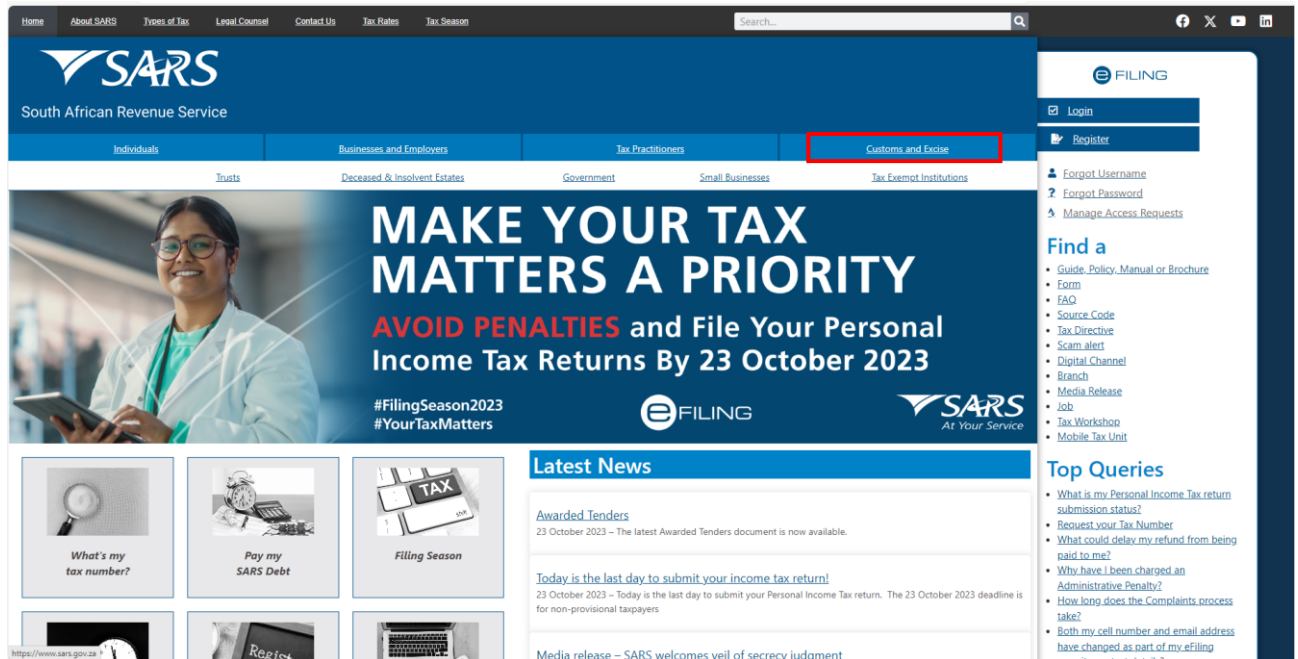 Home About SARS Types of Tax Legal Counsel Contact Us Tax Rates Tax Season Search...
SARS
South African Revenue Service
Individuals Businesses and Employers Tax Practitioners Customs and Excise
Trusts Deceased & Insolvent Estates Government Small Businesses Tax Exempt Institutions
MAKE YOUR TAX
MATTERS A PRIORITY
AVOID PENALTIES and File Your Personal
Income Tax Returns By 23 October 2023
#FilingSeason2023
#YourTaxMatters
eFILING
SARS
At Your Service
TAX
shift
What's my
tax number?
Pay my
SARS Debt
Filing Season
Regist
Latest News
Awarded Tenders
23 October 2023 – The latest Awarded Tenders document is now available.
Today is the last day to submit your income tax return!
23 October 2023 – Today is the last day to submit your Personal Income Tax return. The 23 October 2023 deadline is
for non-provisional taxpayers
Media release – SARS welcomes veil of secrecy judgment
eFILING
Login
Register
Forgot Username
Forgot Password
Manage Access Requests
Find a
Guide, Policy, Manual or Brochure
Form
FAQ
Source Code
Tax Directive
Scam alert
Digital Channel
Branch
Media Release
Job
Tax Workshop
Mobile Tax Unit
Top Queries
What is my Personal Income Tax return
submission status?
Request your Tax Number
What could delay my refund from being
paid to me?
Why have I been charged an
Administrative Penalty?
How long does the Complaints process
take?
Both my cell number and email address
have changed as part of my eFiling
https://www.sars.gov.za